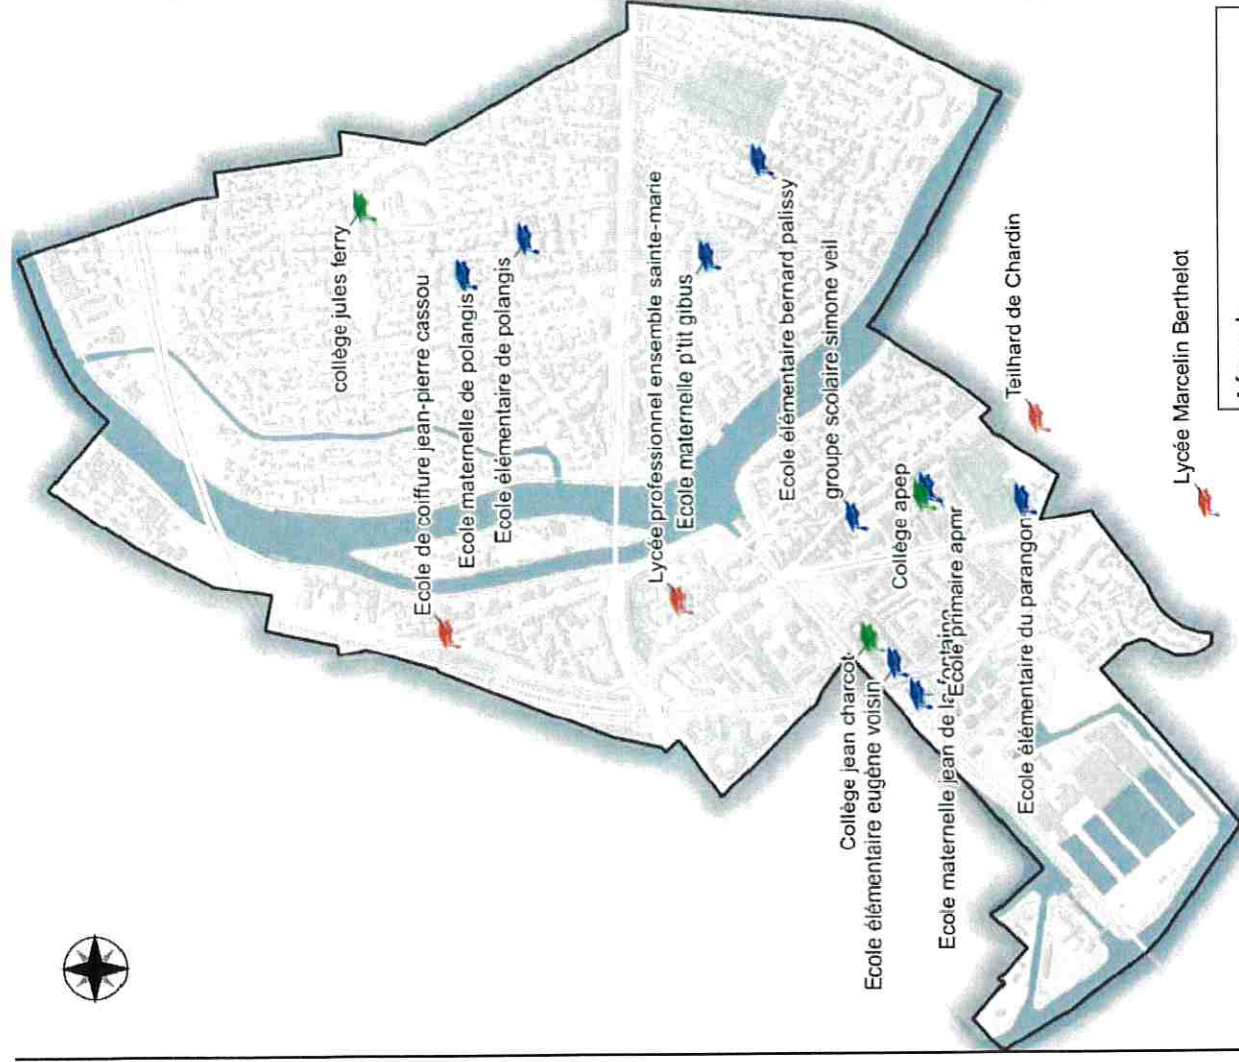 collège jules ferry
Ecole de coiffure jean-pierre cassou
Ecole maternelle de polangis
Ecole élémentaire de polangis
Lycée professionnel ensemble sainte-marie
Ecole maternelle p'tit gibus
Ecole élémentaire bernard palissy
groupe scolaire simone veil
Collège apep
Ecole primaire apmr
Collège jean charcot
Ecole élémentaire eugène voisin
Ecole maternelle jean de la fontaine
Ecole élémentaire du parangon
Teilhard de Chardin
Lycée Marcelin Berthelot